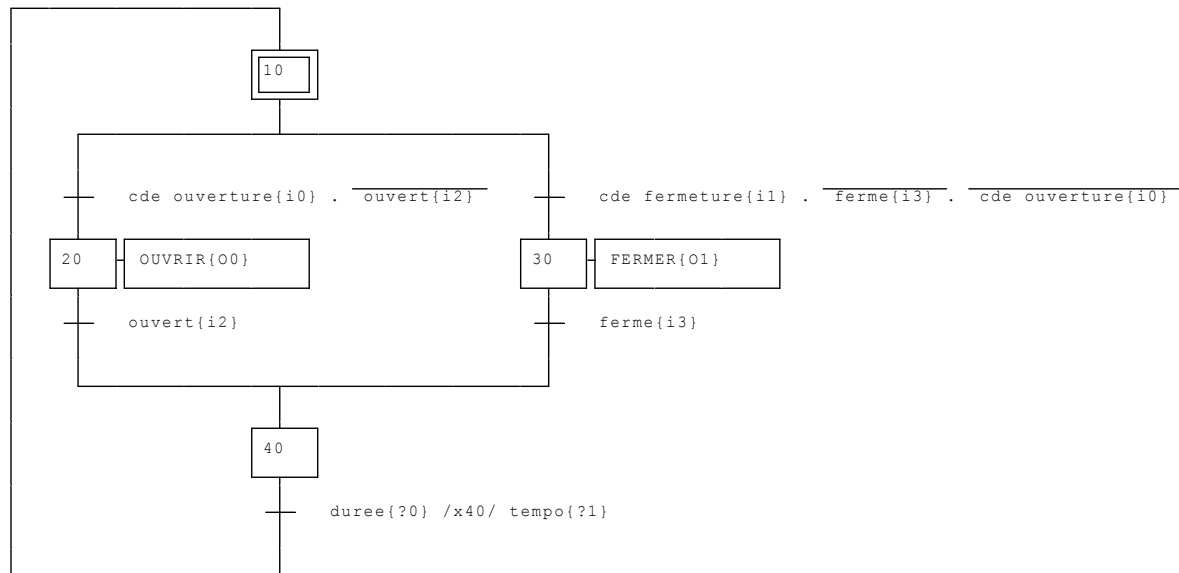 10
cde ouverture{i0} . ouvert{i2} cde fermeture{i1} . ferme{i3} . cde ouverture{i0}
20 OUVRIR{O0} 30 FERMER{O1}
ouvert{i2} ferme{i3}
40
duree{?0} /x40/ tempo{?1}